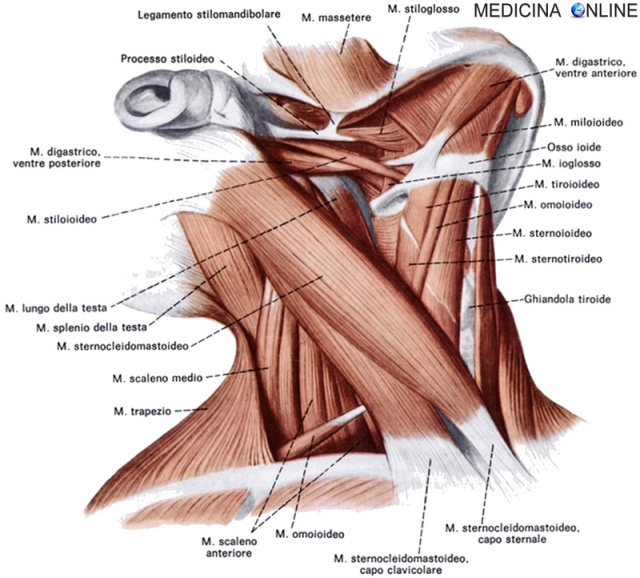 MEDICINA ONLINE
Legamento stilomandibolare
M. massetere
M. stiloglosso
Processo stiloideo
M. digastrico,
ventre anteriore
M. miloioideo
Osso ioide
M. ioglosso
M. tiroioideo
M. omoioideo
M. sternoioideo
M. sternotiroideo
Ghiandola tiroide
M. digastrico,
ventre posteriore
M. stiloioideo
M. lungo della testa
M. splenio della testa
M. sternocleidomastoideo
M. scaleno medio
M. trapezio
M. scaleno
anteriore
M. omoioideo
M. sternocleidomastoideo,
capo clavicolare
M. sternocleidomastoideo,
capo sternale